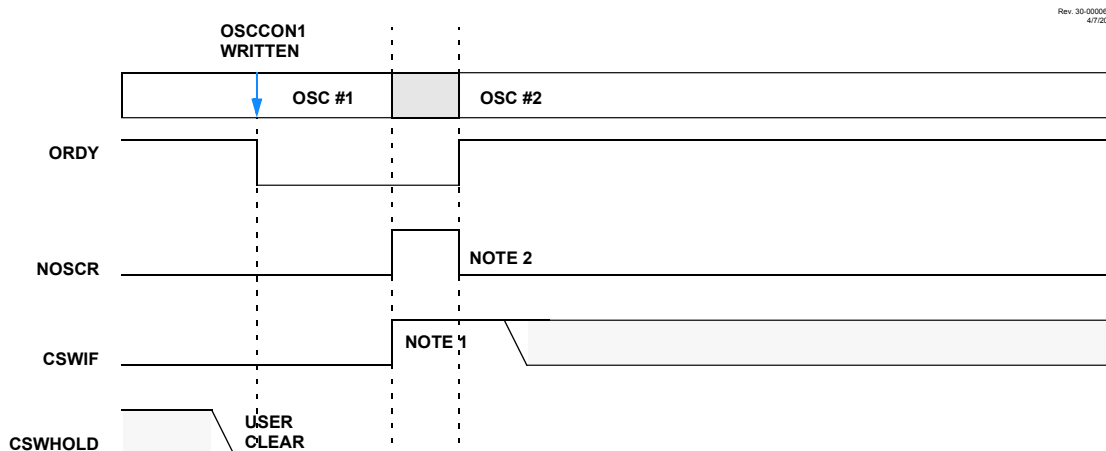 Rev. 30-00006
4/7/20
OSCCON1
WRITTEN
OSC #1
OSC #2
ORDY
NOSCR
NOTE 2
CSWIF
NOTE 1
CSWHOLD
USER
CLEAR